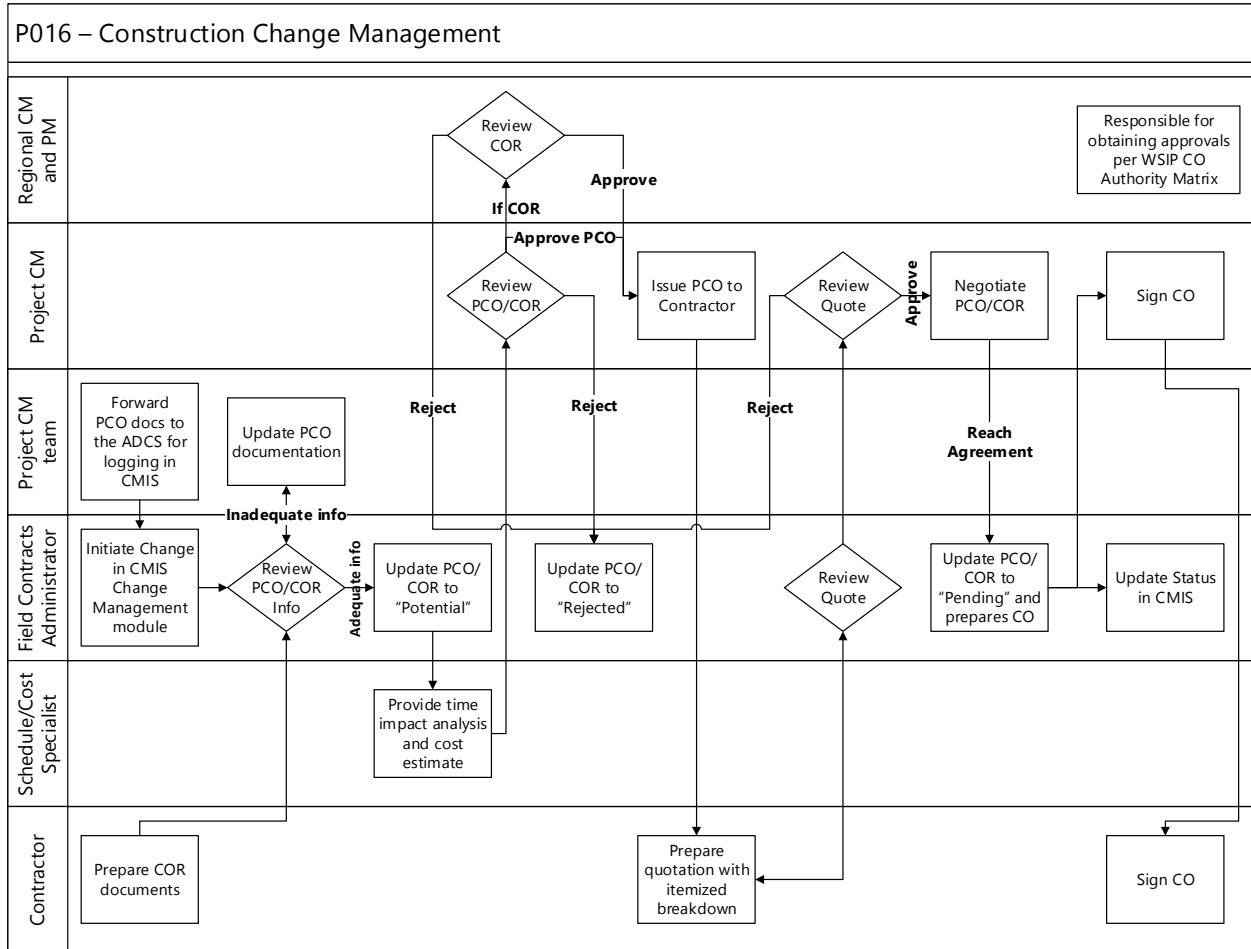 P016 – Construction Change Management
Regional CM
and PM
Review
COR
Responsible for
obtaining approvals
per WSIP CO
Authority Matrix
Approve
If COR
Project CM
Approve PCO
Review
PCO/COR
Issue PCO to
Contractor
Review
Quote
Approve
Negotiate
PCO/COR
Sign CO
Project CM
team
Forward
PCO docs to
the ADCS for
logging in
CMIS
Update PCO
documentation
Reject
Reject
Reject
Reach
Agreement
Inadequate info
Field Contracts
Administrator
Initiate Change
in CMIS
Change
Management
module
Review
PCO/COR
Info
Adequate info
Update PCO/
COR to
“Potential”
Update PCO/
COR to
“Rejected”
Review
Quote
Update PCO/
COR to
“Pending” and
prepares CO
Update Status
in CMIS
Schedule/Cost
Specialist
Provide time
impact analysis
and cost
estimate
Contractor
Prepare COR
documents
Prepare
quotation with
itemized
breakdown
Sign CO